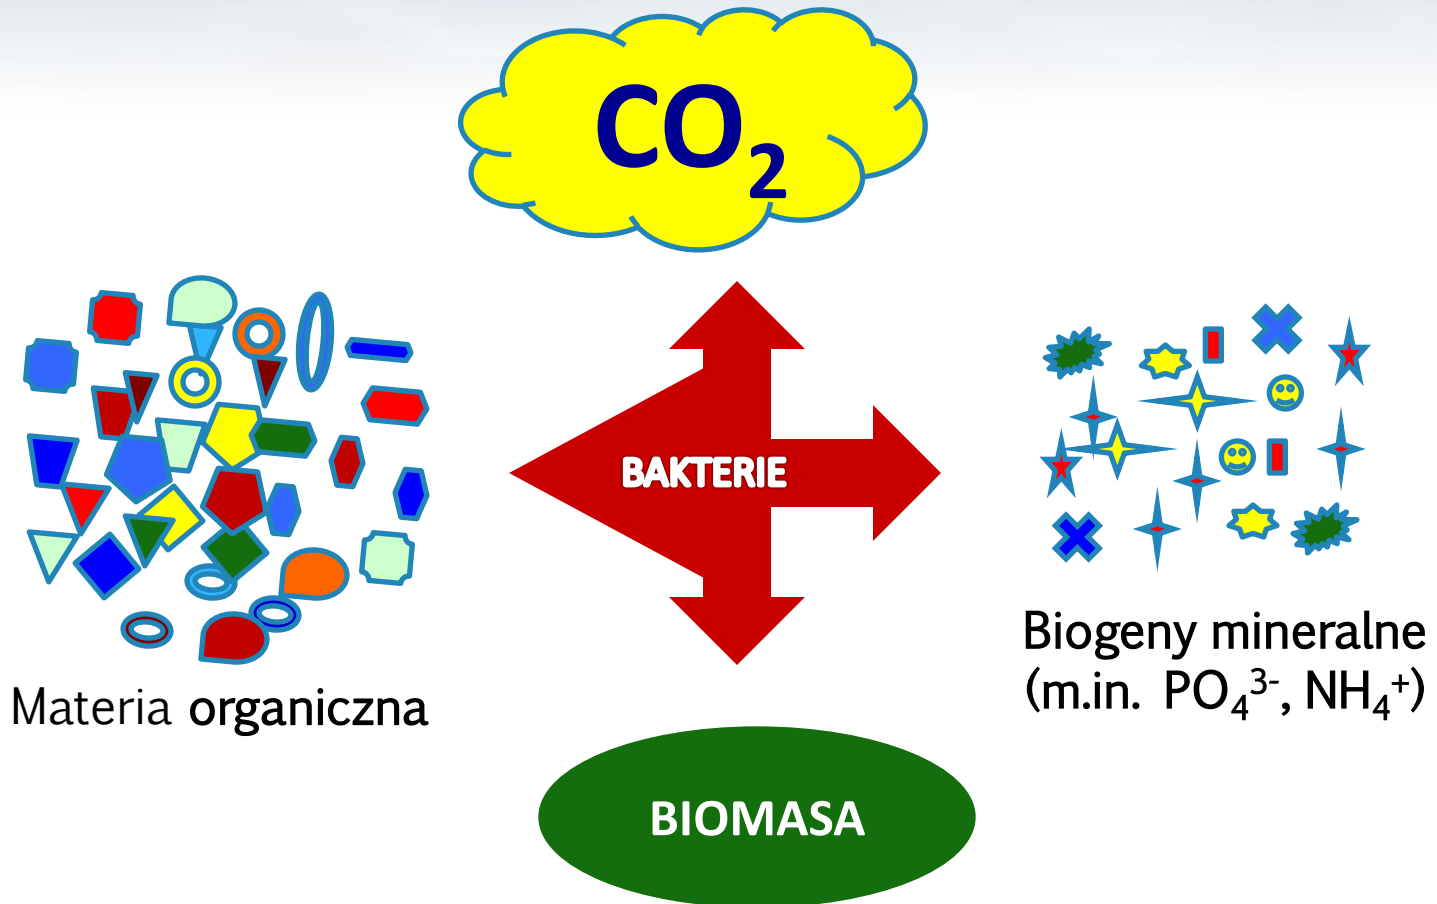 CO₂
BAKTERIE
Materia organiczna
Biogeny mineralne
(m.in. PO₄³⁻, NH₄⁺)
BIOMASA